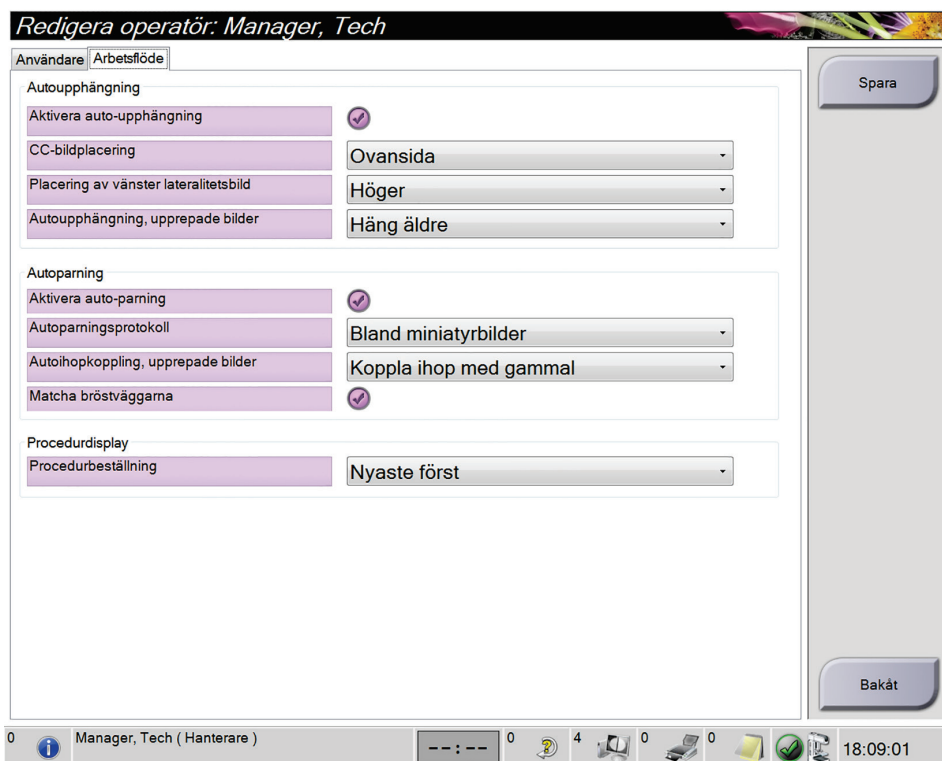 Redigera operatör: Manager, Tech
Användare Arbetsflöde
Spara
Autoupphängning
Aktivera auto-upphängning
CC-bildplacering Ovansida
Placering av vänster lateralitetsbild Höger
Autoupphängning, upprepade bilder Häng äldre
Autoparning
Aktivera auto-parning
Autoparningsprotokoll Bland miniatyrbilder
Autoihopkoppling, upprepade bilder Koppla ihop med gammal
Matcha bröstväggarna
Procedurdisplay
Procedurbeställning Nyaste först
Bakåt
0 Manager, Tech ( Hanterare ) --:-- 0 4 0 0 18:09:01